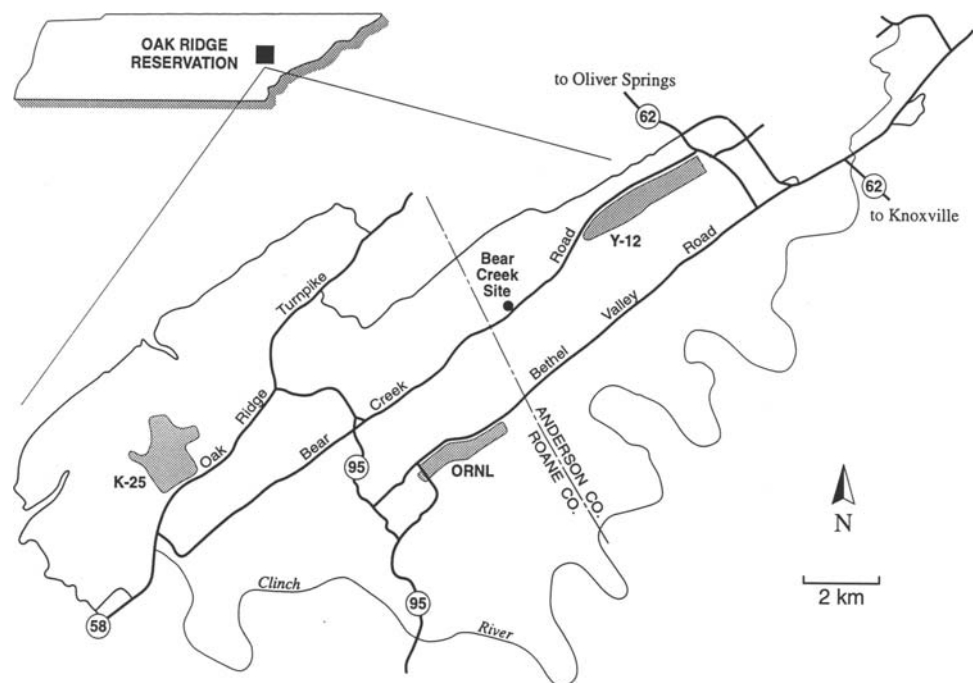 OAK RIDGE
RESERVATION
to Oliver Springs
62
62
to Knoxville
Y-12
Road
Road
Bear
Creek
Site
Turnpike
Valley
Bethel
Creek
Ridge
Bear
Oak
K-25
95
ORNL
ANDERSON CO.
ROANE CO.
N
2 km
Clinch
River
95
58